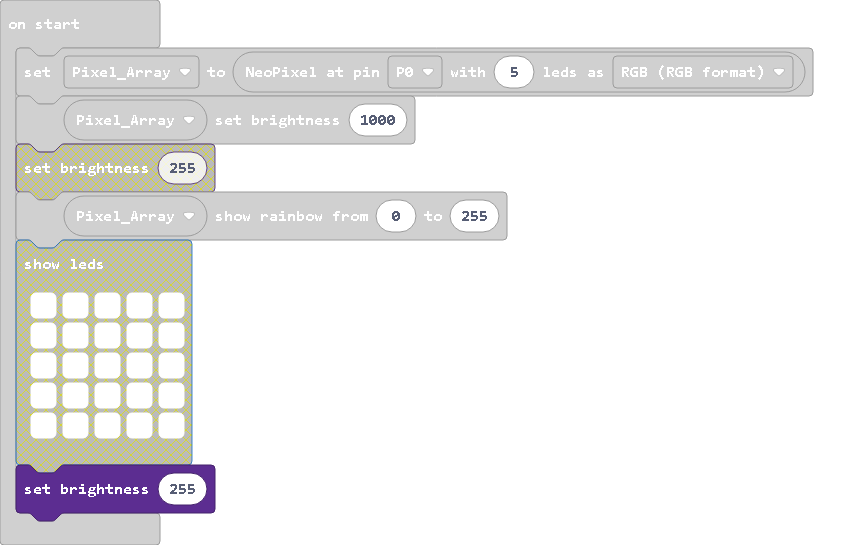 on start
set Pixel_Array to NeoPixel at pin P0 with 5 leds as RGB (RGB format)
Pixel_Array set brightness 1000
set brightness 255
Pixel_Array show rainbow from 0 to 255
show leds
set brightness 255